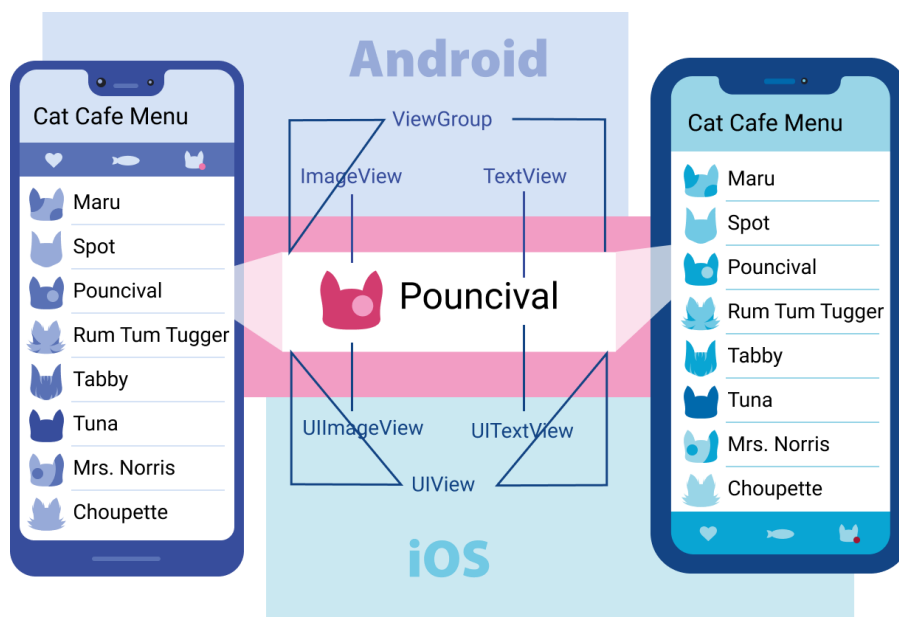 Android
Cat Cafe Menu
Maru
Spot
Pouncival
Rum Tum Tugger
Tabby
Tuna
Mrs. Norris
Choupette
ViewGroup
ImageView
TextView
Pouncival
UIImageView
UITextView
UIView
iOS
Cat Cafe Menu
Maru
Spot
Pouncival
Rum Tum Tugger
Tabby
Tuna
Mrs. Norris
Choupette